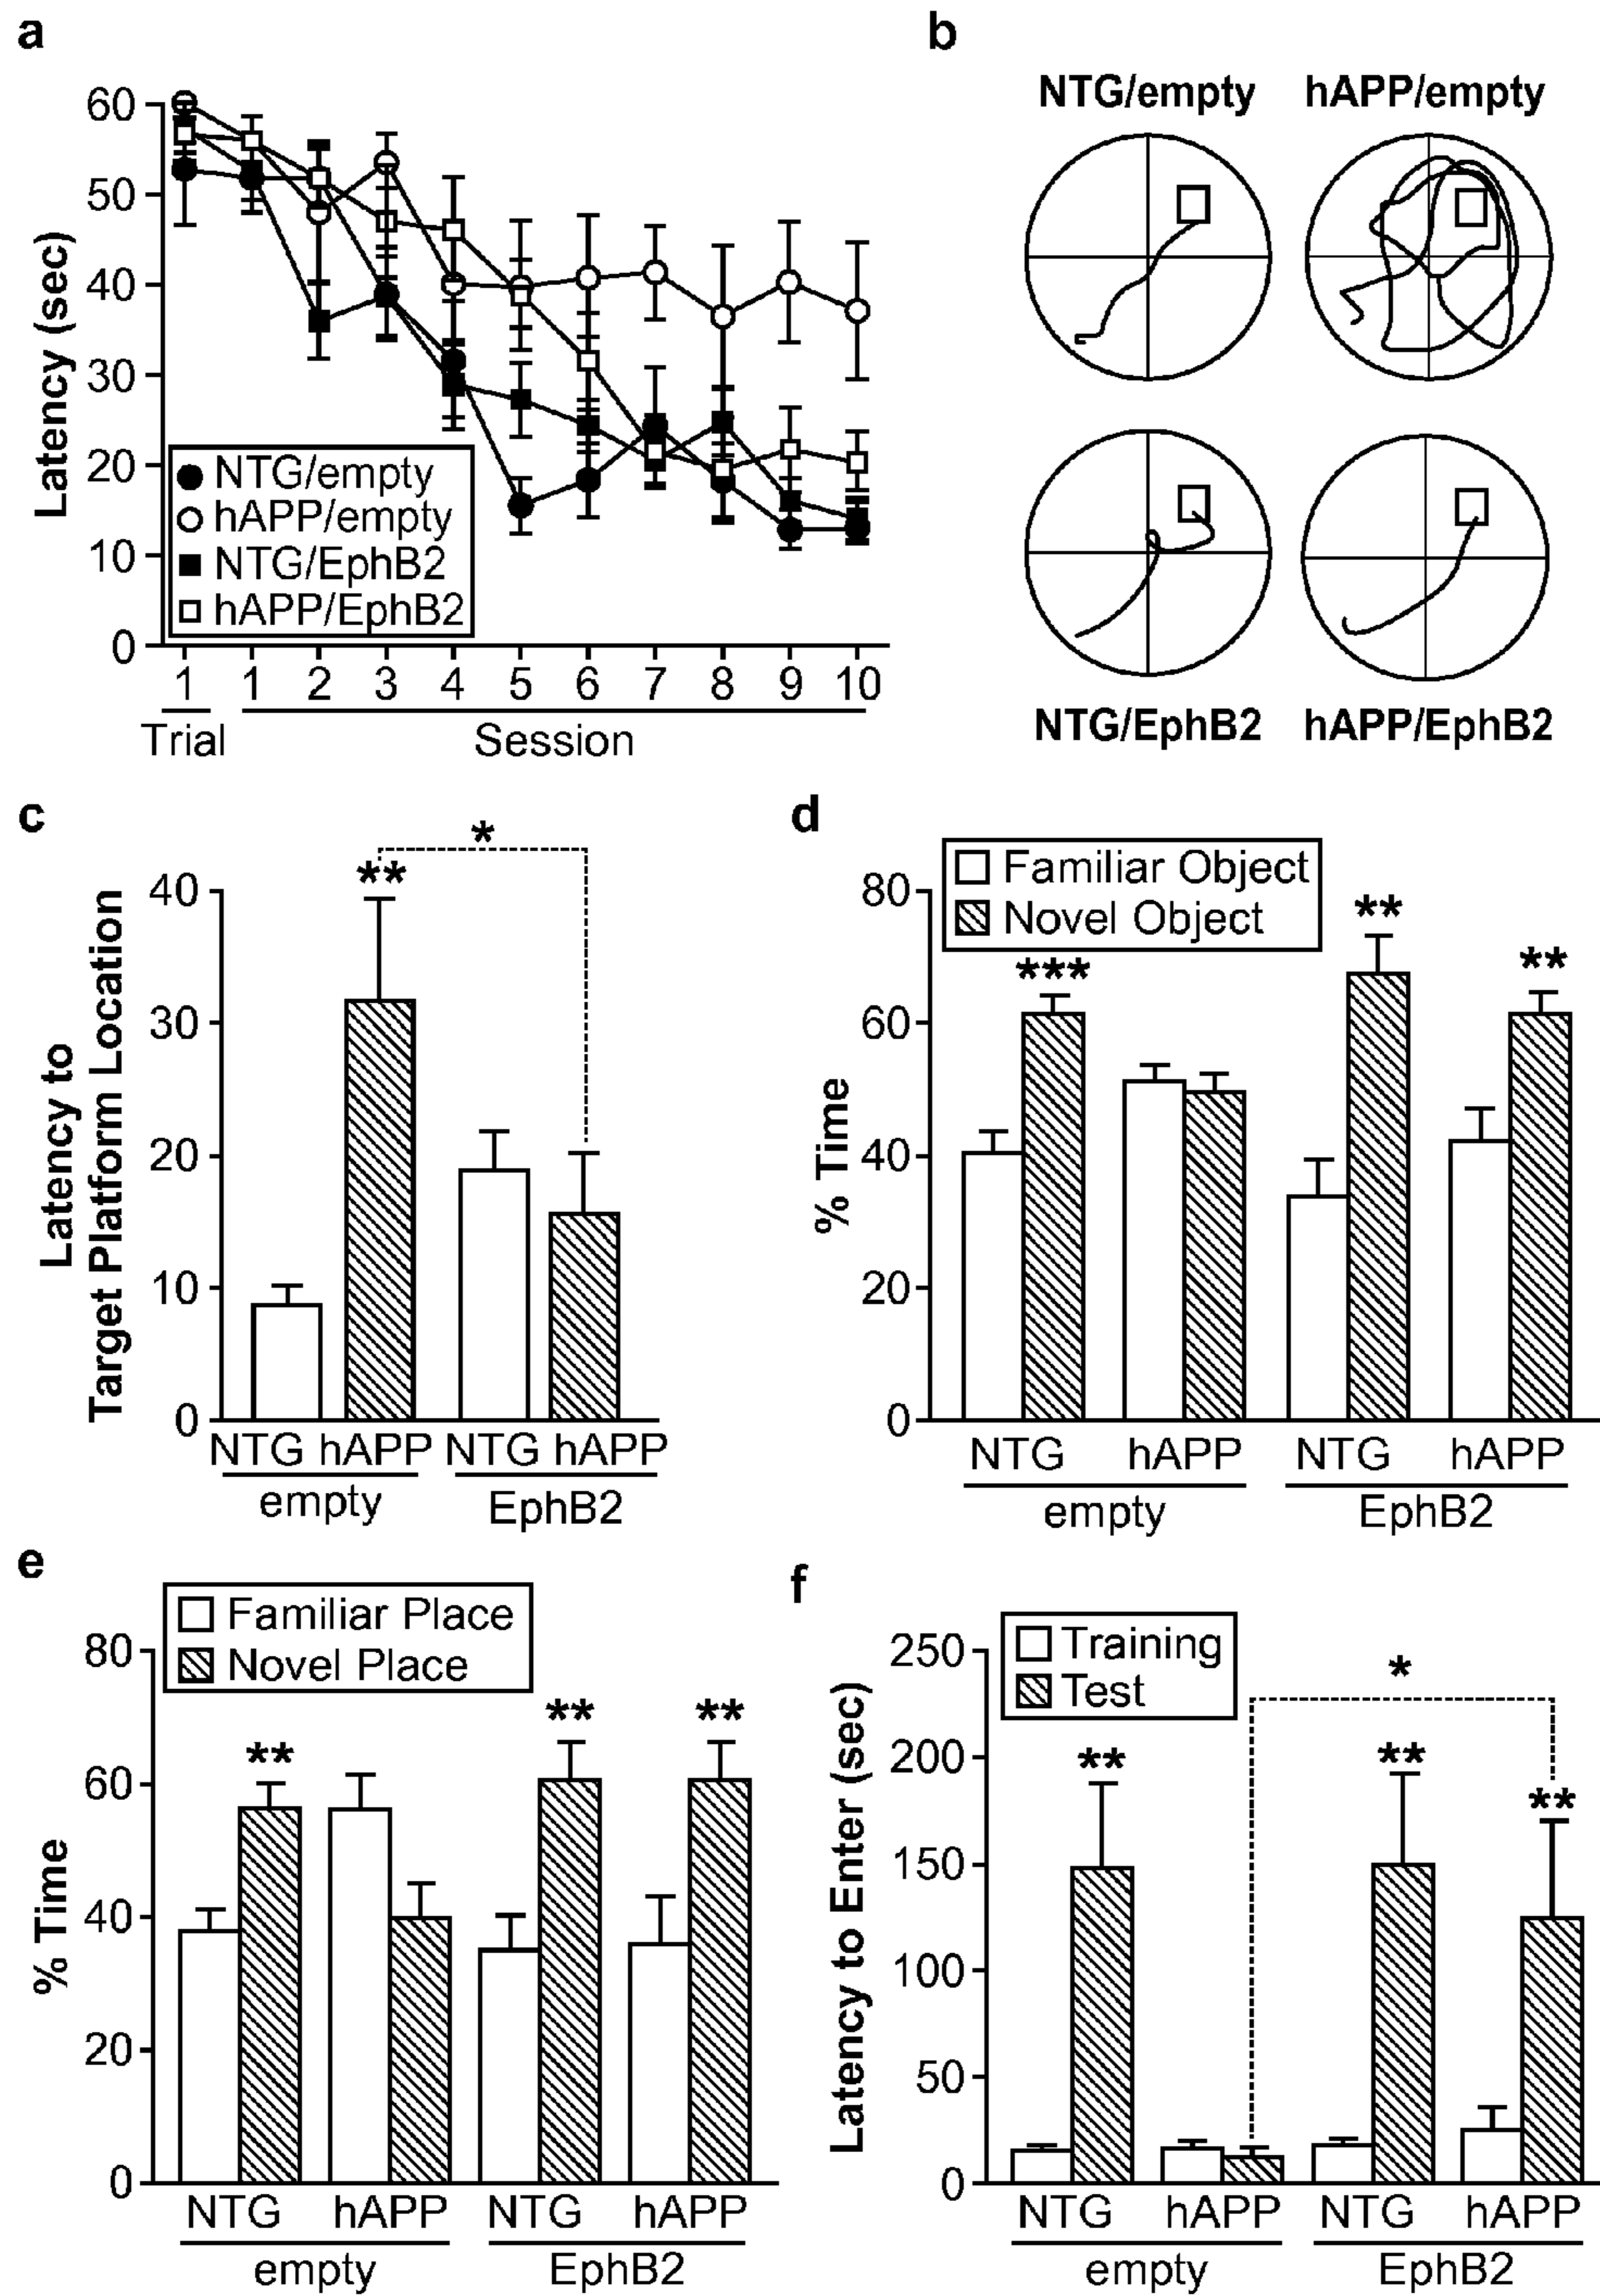 a
60
50
40
30
20
10
0
Latency (sec)
NTG/empty
hAPP/empty
NTG/EphB2
hAPP/EphB2
1 1 2 3 4 5 6 7 8 9 10
Trial Session
b
NTG/empty hAPP/empty
NTG/EphB2 hAPP/EphB2
c
Latency to
Target Platform Location
40
30
20
10
0
*
**
NTG hAPP NTG hAPP
empty EphB2
d
Familiar Object
Novel Object
% Time
80
60
40
20
0
*** ** **
NTG hAPP NTG hAPP
empty EphB2
e
Familiar Place
Novel Place
% Time
80
60
40
20
0
** ** **
NTG hAPP NTG hAPP
empty EphB2
f
Training
Test
Latency to Enter (sec)
250
200
150
100
50
0
*
** ** **
NTG hAPP NTG hAPP
empty EphB2